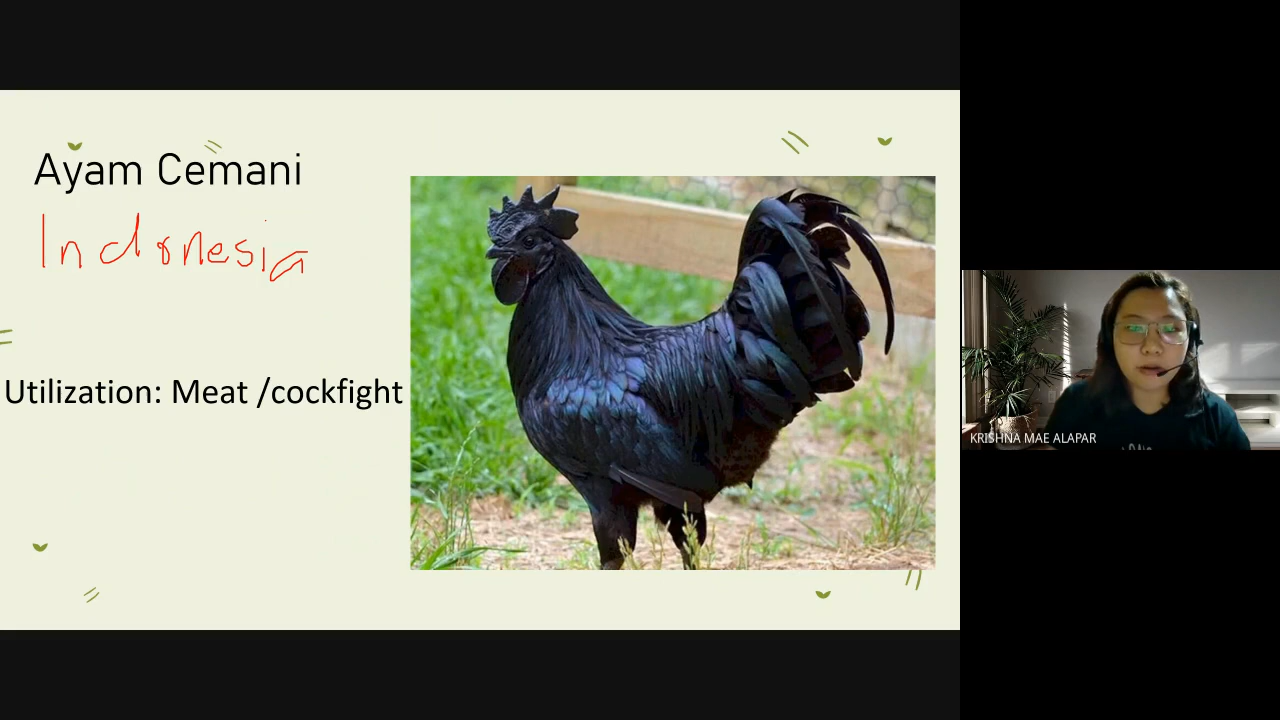 Ayam Cemani
Indonesia
Utilization: Meat /cockfight
KRISHNA MAE ALAPAR